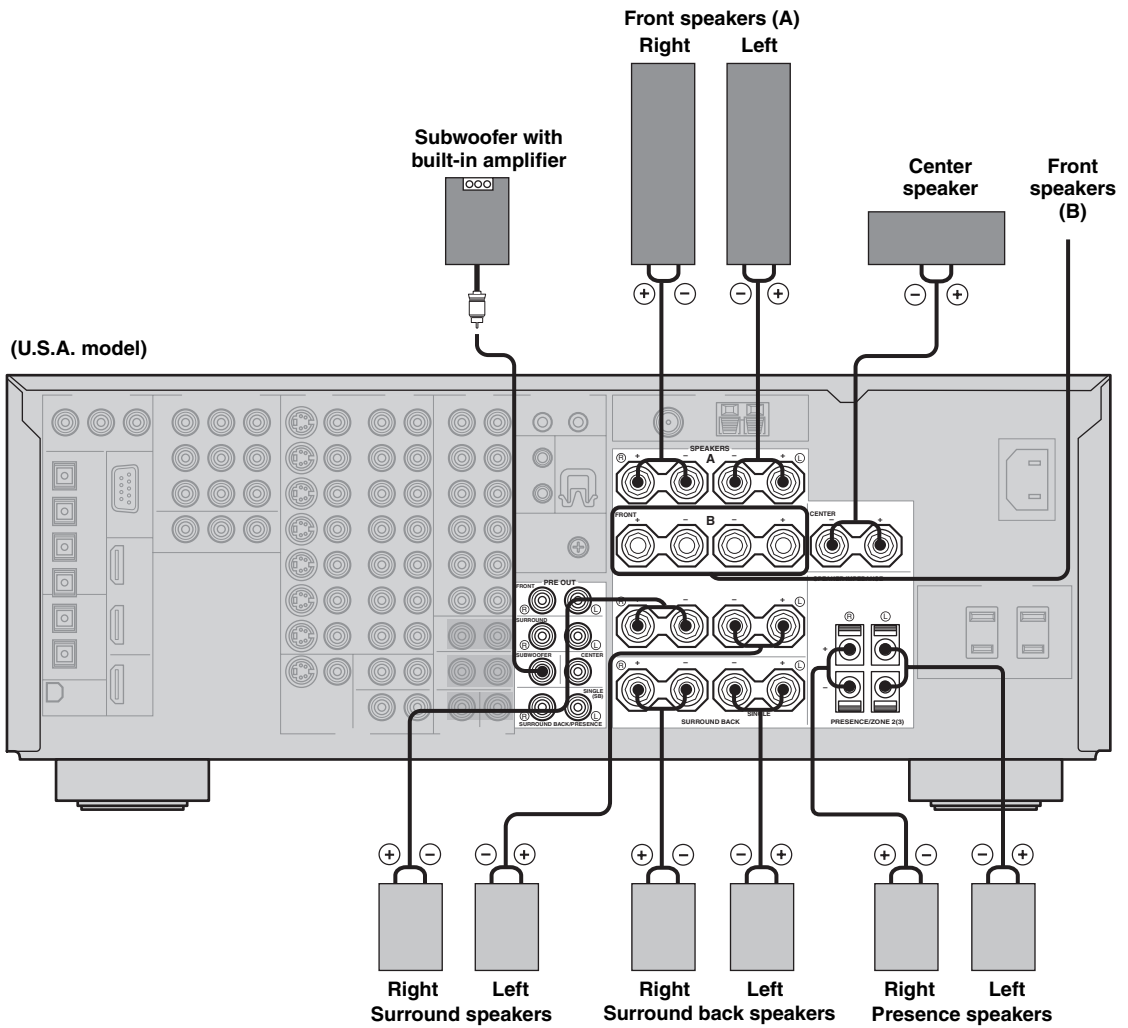 Front speakers (A)
Right Left
Subwoofer with
built-in amplifier
Center
speaker
Front
speakers
(B)
+ − − + − +
(U.S.A. model)
SPEAKERS
R + − A − + L
FRONT
+ − B − +
CENTER
− +
PRE OUT
FRONT
R L
SURROUND
R L
SUBWOOFER CENTER
SINGLE
(SB)
R L
SURROUND BACK/PRESENCE
R + − − + L
R + − − + L
SINGLE
SURROUND BACK
R L
+
−
PRESENCE/ZONE 2(3)
+ − − + + − − + + − − +
Right Left Right Left Right Left
Surround speakers Surround back speakers Presence speakers